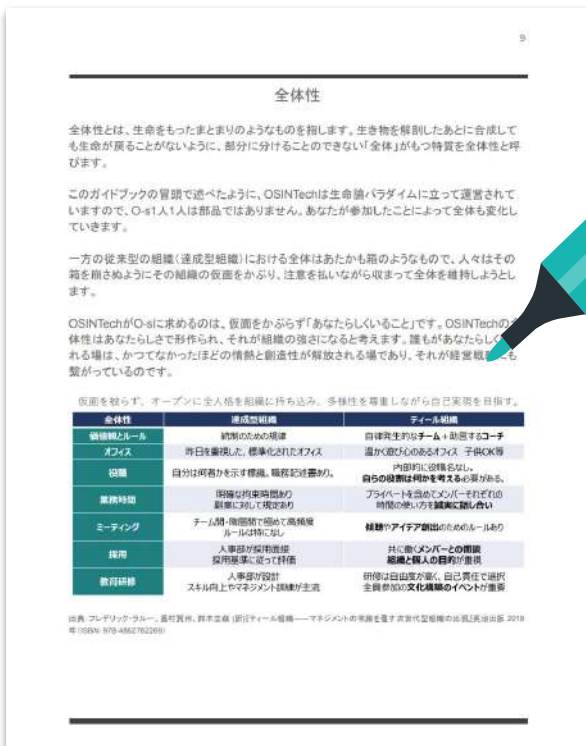 9
全体性
全体性とは、生命をもったまとまりのようなものを指します。生き物を解剖したあとに合成して
も生命が戻ることがないように、部分に分けることのできない「全体」がもつ特質を全体性と呼
びます。
このガイドブックの冒頭で述べたように、OSINTechは生命論パラダイムに立って運営されて
いますので、O-s1人1人は部品ではありません。あなたが参加したことによって全体も変化し
ていきます。
一方の従来型の組織(達成型組織)における全体はあたかも箱のようなもので、人々はその
箱を崩さぬようにその組織の仮面をかぶり、注意を払いながら収まって全体を維持しようとし
ます。
OSINTechがO-sに求めるのは、仮面をかぶらず「あなたらしくいること」です。OSINTechの
体性はあなたらしさで形作られ、それが組織の強さになると考えます。誰もがあなたらしく
れる場は、かつてなかったほどの情熱と創造性が解放される場であり、それが経営戦 も
繋がっているのです。
仮面を被らず、オープンに全人格を組織に持ち込み、多様性を尊重しながら自己実現を目指す。
全体性 達成型組織 ティール組織
価値観とルール 統制のための規律 自律発生的なチーム+助言するコーチ
オフィス 昨日を重視した、標準化されたオフィス 温かく遊び心のあるオフィス 子供OK等
役職 自分は何者かを示す標識。職務記述書あり。 内部的に役職名なし。
自らの役割は何かを考える必要がある。
業務時間 明確な拘束時間あり
副業に対して規定あり プライベートを含めてメンバーそれぞれの
時間の使い方を誠実に話し合い
ミーティング チーム間・階層間で極めて高頻度
ルールは特になし 傾聴やアイデア創出のためのルールあり
採用 人事部が採用面接
採用基準に従って評価 共に働くメンバーとの面談
組織と個人の目的が重視
教育研修 人事部が設計
スキル向上やマネジメント訓練が主流 研修は自由度が高く、自己責任で選択
全員参加の文化構築のイベントが重要
出典 フレデリック・ラルー、嘉村賢州、鈴木立哉 (訳)『ティール組織――マネジメントの常識を覆す次世代型組織の出現』英治出版 2018
年 (ISBN: 978-4862762269)